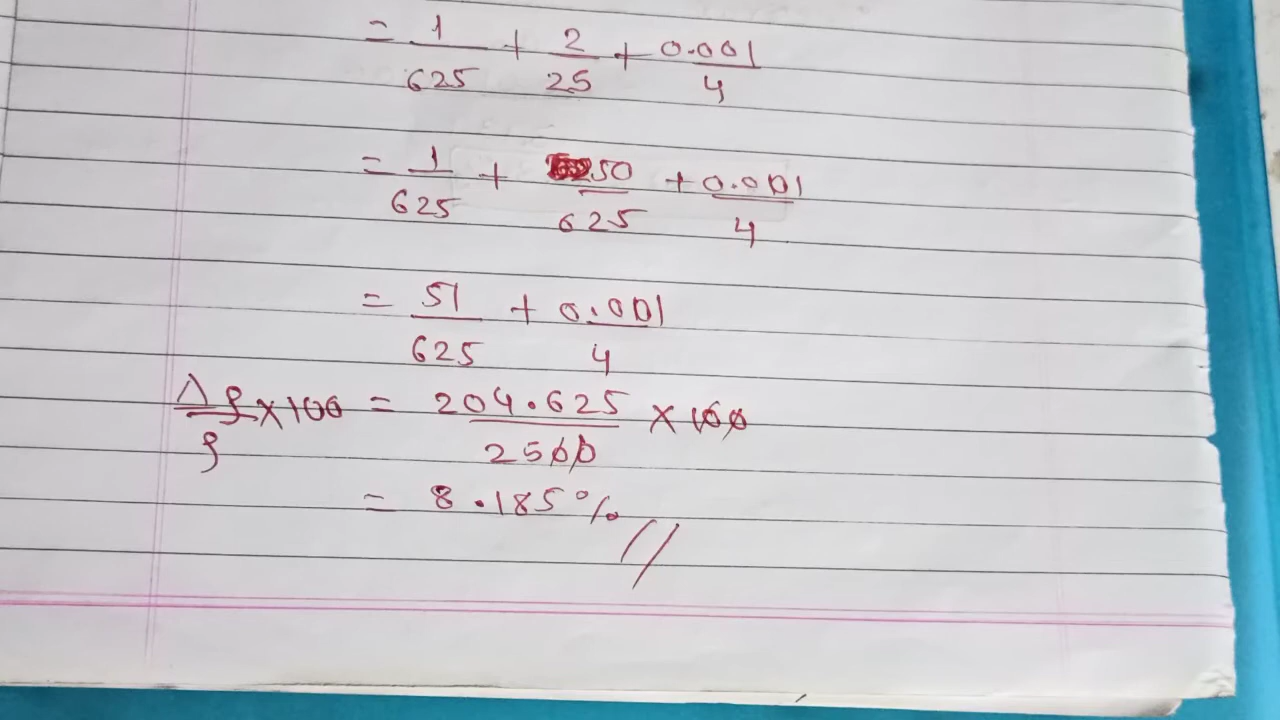 = 1/625 + 2/25 + 0.001/4
= 1/625 + 50/625 + 0.001/4
= 51/625 + 0.001/4
Δρ/ρ × 100 = 204.625/2500 × 100
= 8.185% //